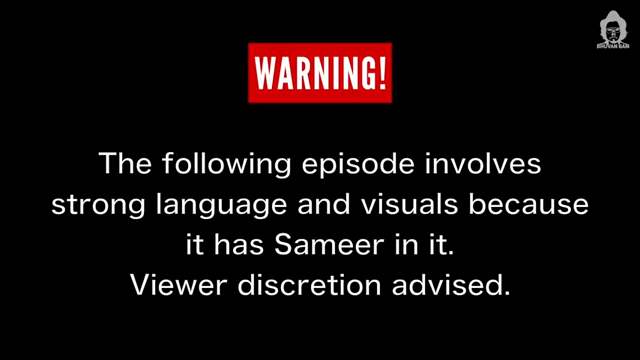 BHUVAN BAM
WARNING!
The following episode involves
strong language and visuals because
it has Sameer in it.
Viewer discretion advised.